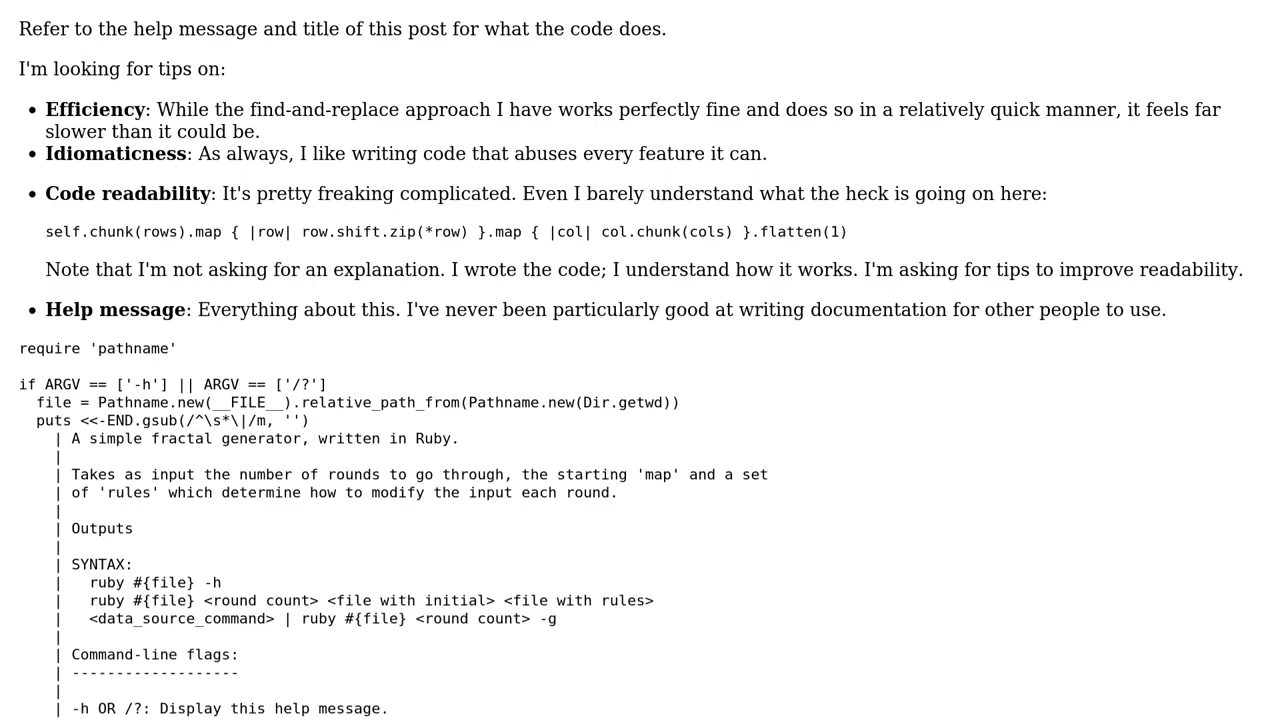 Refer to the help message and title of this post for what the code does.
I'm looking for tips on:
• Efficiency: While the find-and-replace approach I have works perfectly fine and does so in a relatively quick manner, it feels far
slower than it could be.
• Idiomaticness: As always, I like writing code that abuses every feature it can.
• Code readability: It's pretty freaking complicated. Even I barely understand what the heck is going on here:
self.chunk(rows).map { |row| row.shift.zip(*row) }.map { |col| col.chunk(cols) }.flatten(1)
Note that I'm not asking for an explanation. I wrote the code; I understand how it works. I'm asking for tips to improve readability.
• Help message: Everything about this. I've never been particularly good at writing documentation for other people to use.
require 'pathname'
if ARGV == ['-h'] || ARGV == ['/?']
  file = Pathname.new(__FILE__).relative_path_from(Pathname.new(Dir.getwd))
  puts <<-END.gsub(/^\s*\|/m, '')
    | A simple fractal generator, written in Ruby.
    |
    | Takes as input the number of rounds to go through, the starting 'map' and a set
    | of 'rules' which determine how to modify the input each round.
    |
    | Outputs
    |
    | SYNTAX:
    |   ruby #{file} -h
    |   ruby #{file} <round count> <file with initial> <file with rules>
    |   <data_source_command> | ruby #{file} <round count> -g
    |
    | Command-line flags:
    | -------------------
    |
    | -h OR /?: Display this help message.